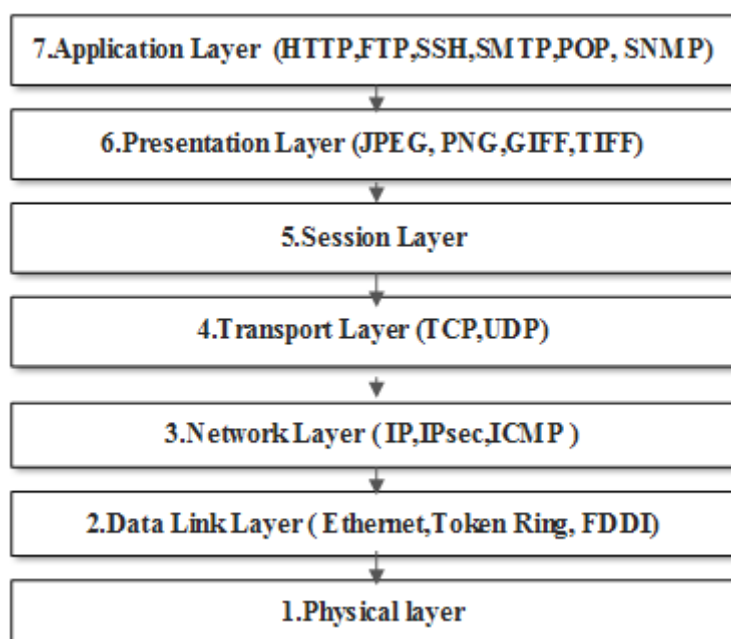 7.Application Layer (HTTP,FTP,SSH,SMTP,POP, SNMP)
6.Presentation Layer (JPEG, PNG,GIFF,TIFF)
5.Session Layer
4.Transport Layer (TCP,UDP)
3.Network Layer ( IP,IPsec,ICMP )
2.Data Link Layer ( Ethernet,Token Ring, FDDI)
1.Physical layer